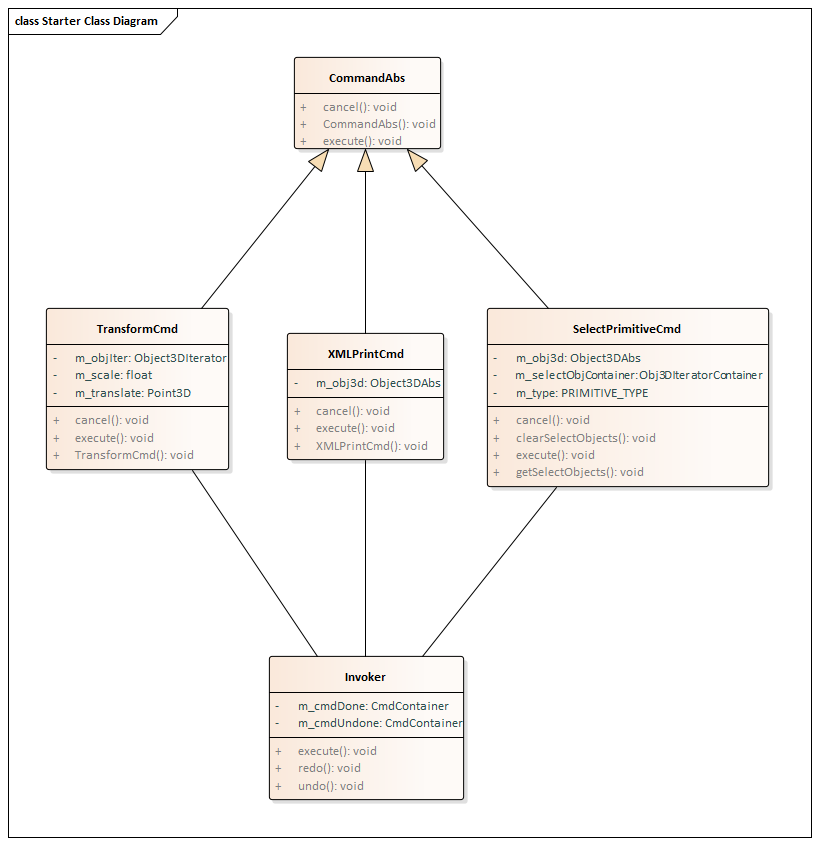 class Starter Class Diagram
CommandAbs
+ cancel(): void
+ CommandAbs(): void
+ execute(): void
TransformCmd
- m_objIter: Object3DIterator
- m_scale: float
- m_translate: Point3D
+ cancel(): void
+ execute(): void
+ TransformCmd(): void
XMLPrintCmd
- m_obj3d: Object3DAbs
+ cancel(): void
+ execute(): void
+ XMLPrintCmd(): void
SelectPrimitiveCmd
- m_obj3d: Object3DAbs
- m_selectObjContainer:Obj3DIteratorContainer
- m_type: PRIMITIVE_TYPE
+ cancel(): void
+ clearSelectObjects(): void
+ execute(): void
+ getSelectObjects(): void
Invoker
- m_cmdDone: CmdContainer
- m_cmdUndone: CmdContainer
+ execute(): void
+ redo(): void
+ undo(): void